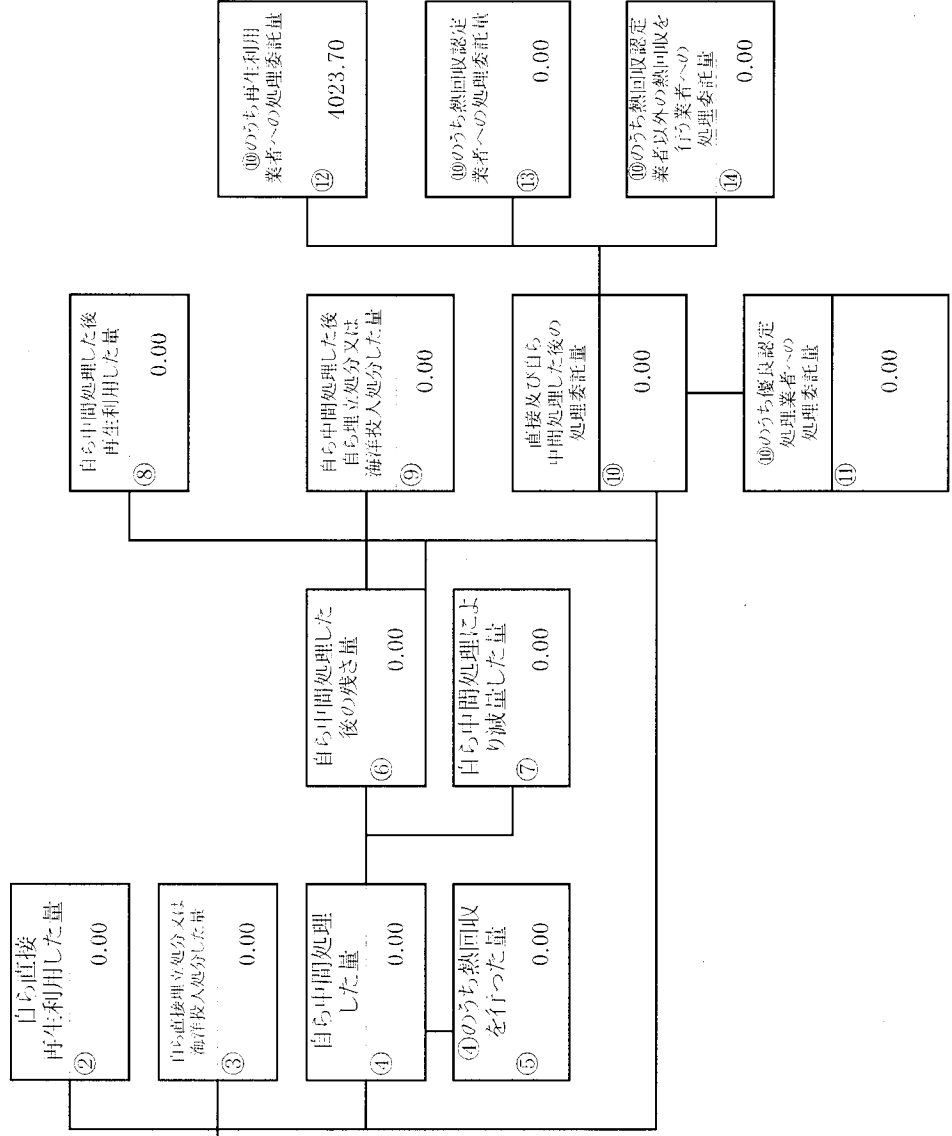 自ら直接
再生利用した量
②
0.00
自ら直接埋立処分又は
海洋投入処分した量
③
0.00
自ら中間処理
した量
④
0.00
④のうち熱回収
を行った量
⑤
0.00
自ら中間処理した
後の残さ量
⑥
0.00
自ら中間処理によ
り減量した量
⑦
0.00
自ら中間処理した後
再生利用した量
⑧
0.00
自ら中間処理した後
自ら埋立処分又は
海洋投入処分した量
⑨
0.00
直接及び自ら
中間処理した後の
処理委託量
⑩
0.00
⑩のうち優良認定
処理業者への
処理委託量
⑪
0.00
⑩のうち再生利用
業者への処理委託量
⑫
4023.70
⑩のうち熱回収認定
業者への処理委託量
⑬
0.00
⑩のうち熱回収認定
業者以外の熱回収を
行う業者への
処理委託量
⑭
0.00